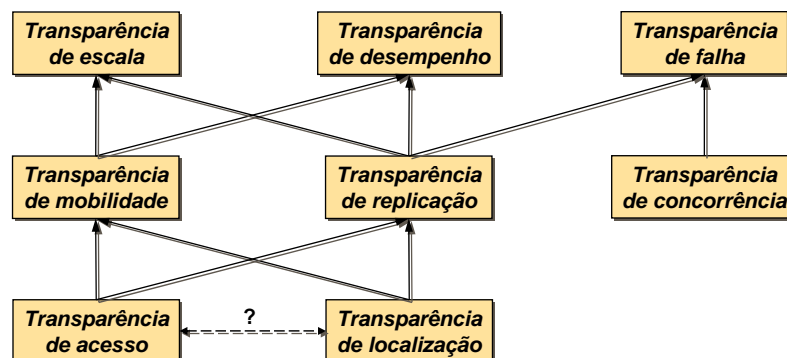 Transparência
de escala
Transparência
de desempenho
Transparência
de falha
Transparência
de mobilidade
Transparência
de replicação
Transparência
de concorrência
Transparência
de acesso
?
Transparência
de localização